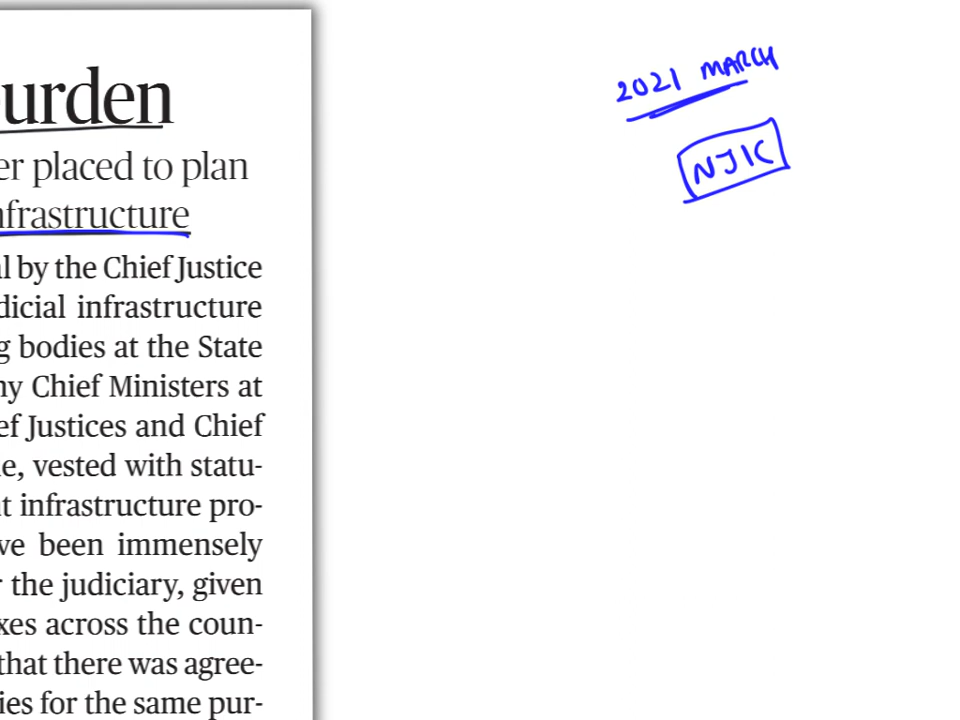 urden
er placed to plan
nfrastructure
al by the Chief Justice
dicial infrastructure
g bodies at the State
ny Chief Ministers at
ef Justices and Chief
e, vested with statu-
t infrastructure pro-
ve been immensely
r the judiciary, given
xes across the coun-
that there was agree-
ies for the same pur-
2021 MARCH
NJIC